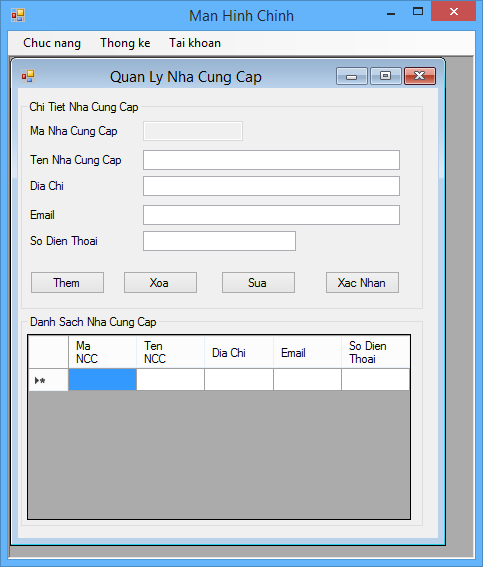 Man Hinh Chinh
Chuc nang Thong ke Tai khoan
Quan Ly Nha Cung Cap
Chi Tiet Nha Cung Cap
Ma Nha Cung Cap
Ten Nha Cung Cap
Dia Chi
Email
So Dien Thoai
Them Xoa Sua Xac Nhan
Danh Sach Nha Cung Cap
Ma NCC Ten NCC Dia Chi Email So Dien Thoai